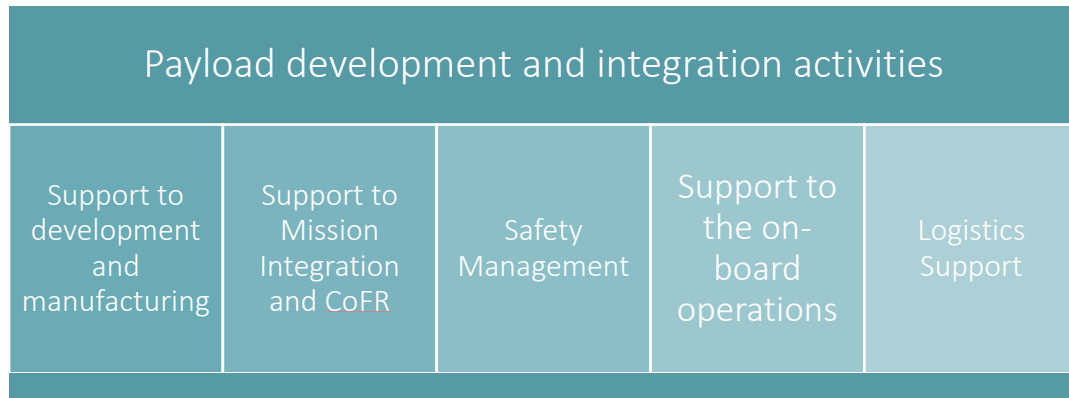 Payload development and integration activities
Support to
development
and
manufacturing
Support to
Mission
Integration
and CoFR
Safety
Management
Support to
the on-
board
operations
Logistics
Support